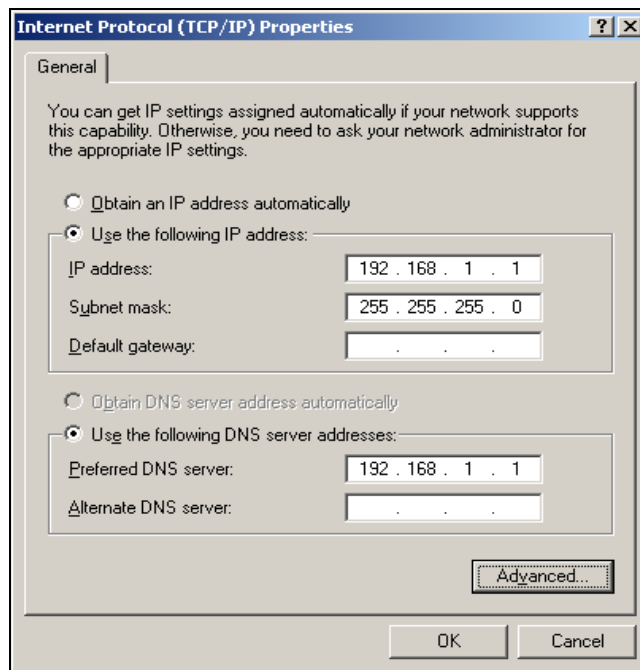 Internet Protocol (TCP/IP) Properties
General
You can get IP settings assigned automatically if your network supports
this capability. Otherwise, you need to ask your network administrator for
the appropriate IP settings.
Obtain an IP address automatically
Use the following IP address:
IP address: 192 . 168 . 1 . 1
Subnet mask: 255 . 255 . 255 . 0
Default gateway: . . .
Obtain DNS server address automatically
Use the following DNS server addresses:
Preferred DNS server: 192 . 168 . 1 . 1
Alternate DNS server: . . .
Advanced...
OK Cancel